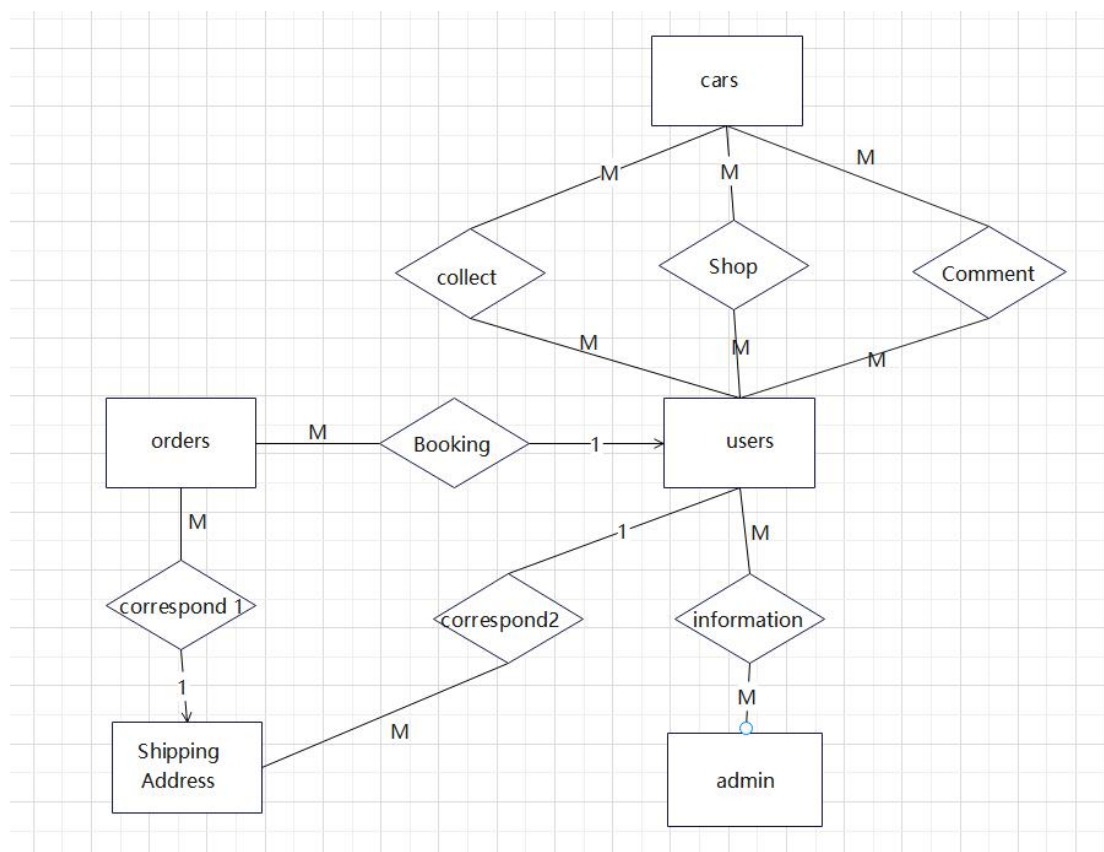 cars
M
M
M
collect
Shop
Comment
M
M
M
orders
M
Booking
1
users
M
1
M
correspond 1
correspond2
information
1
M
M
Shipping
Address
admin